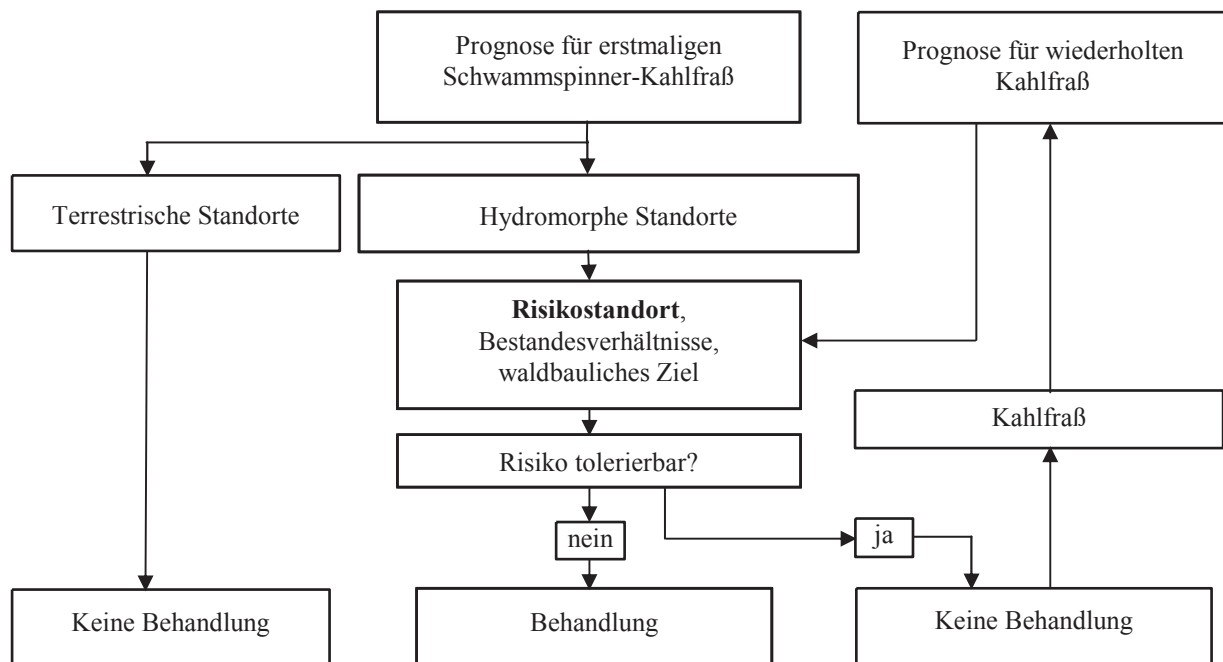 Prognose für erstmaligen
Schwammspinner-Kahlfraß
Prognose für wiederholten
Kahlfraß
Terrestrische Standorte
Hydromorphe Standorte
Risikostandort,
Bestandesverhältnisse,
waldbauliches Ziel
Kahlfraß
Risiko tolerierbar?
nein
ja
Keine Behandlung
Behandlung
Keine Behandlung